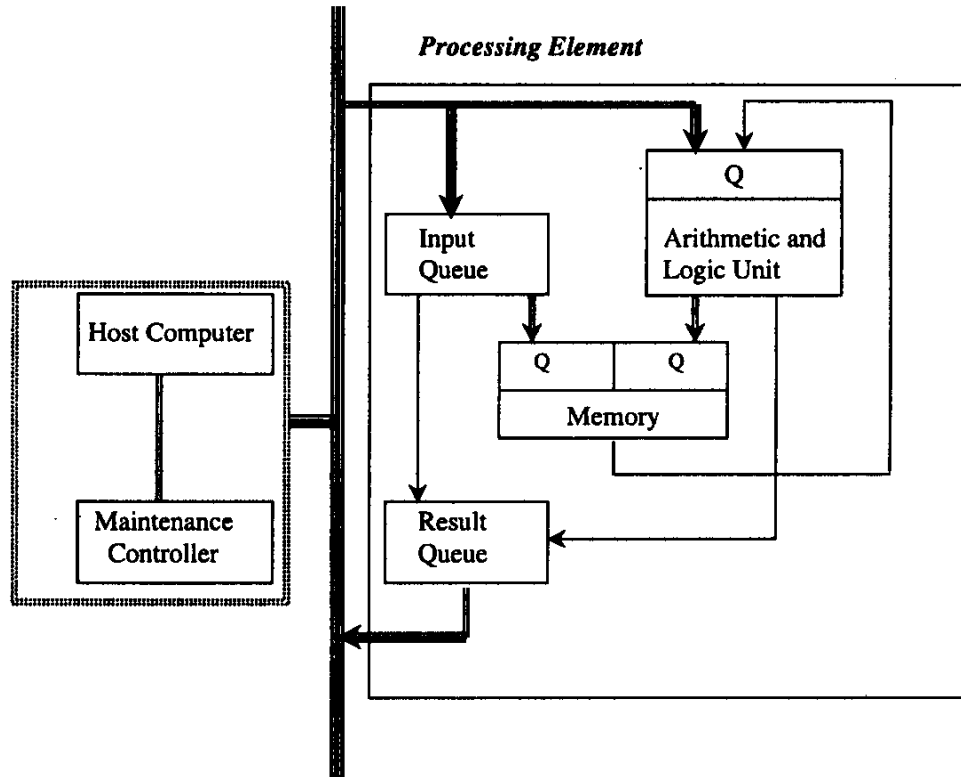 Processing Element
Q
Arithmetic and
Logic Unit
Input
Queue
Host Computer
Q
Q
Memory
Maintenance
Controller
Result
Queue